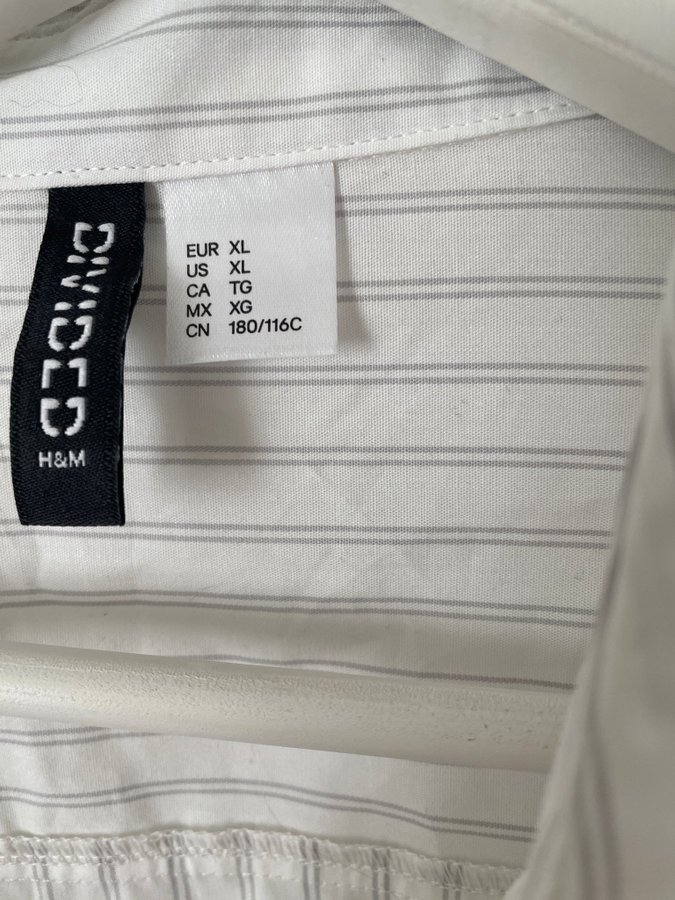 DIVIDED
H&M
EUR XL
US XL
CA TG
MX XG
CN 180/116C